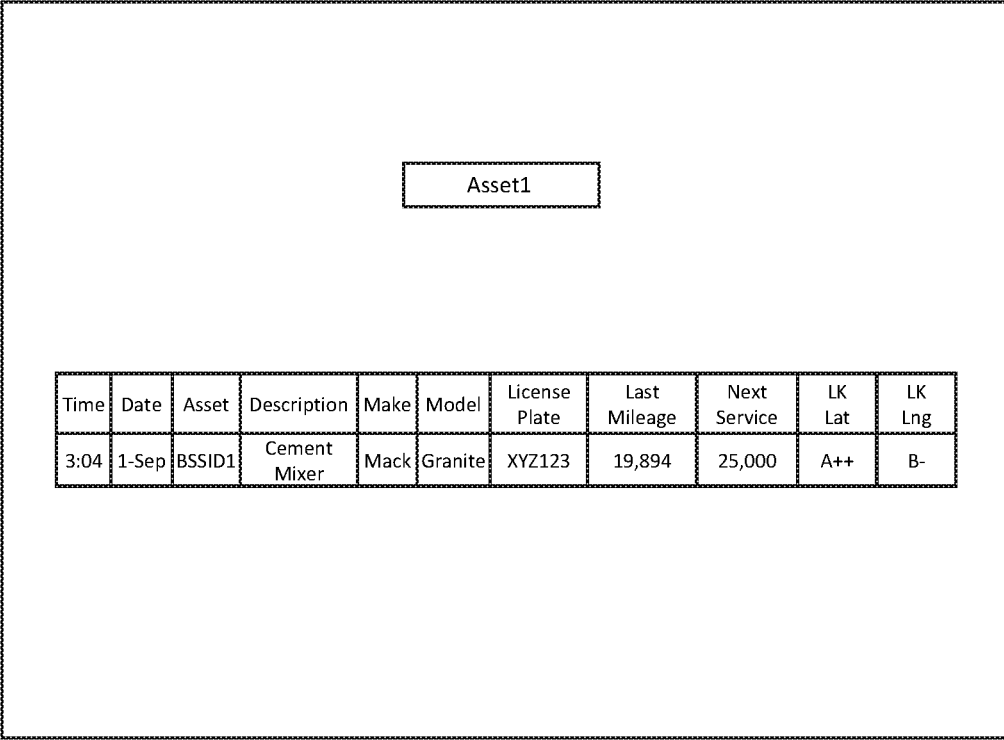 Asset1
Time Date Asset Description Make Model License Plate Last Mileage Next Service LK Lat LK Lng
3:04 1-Sep BSSID1 Cement Mixer Mack Granite XYZ123 19,894 25,000 A++ B-